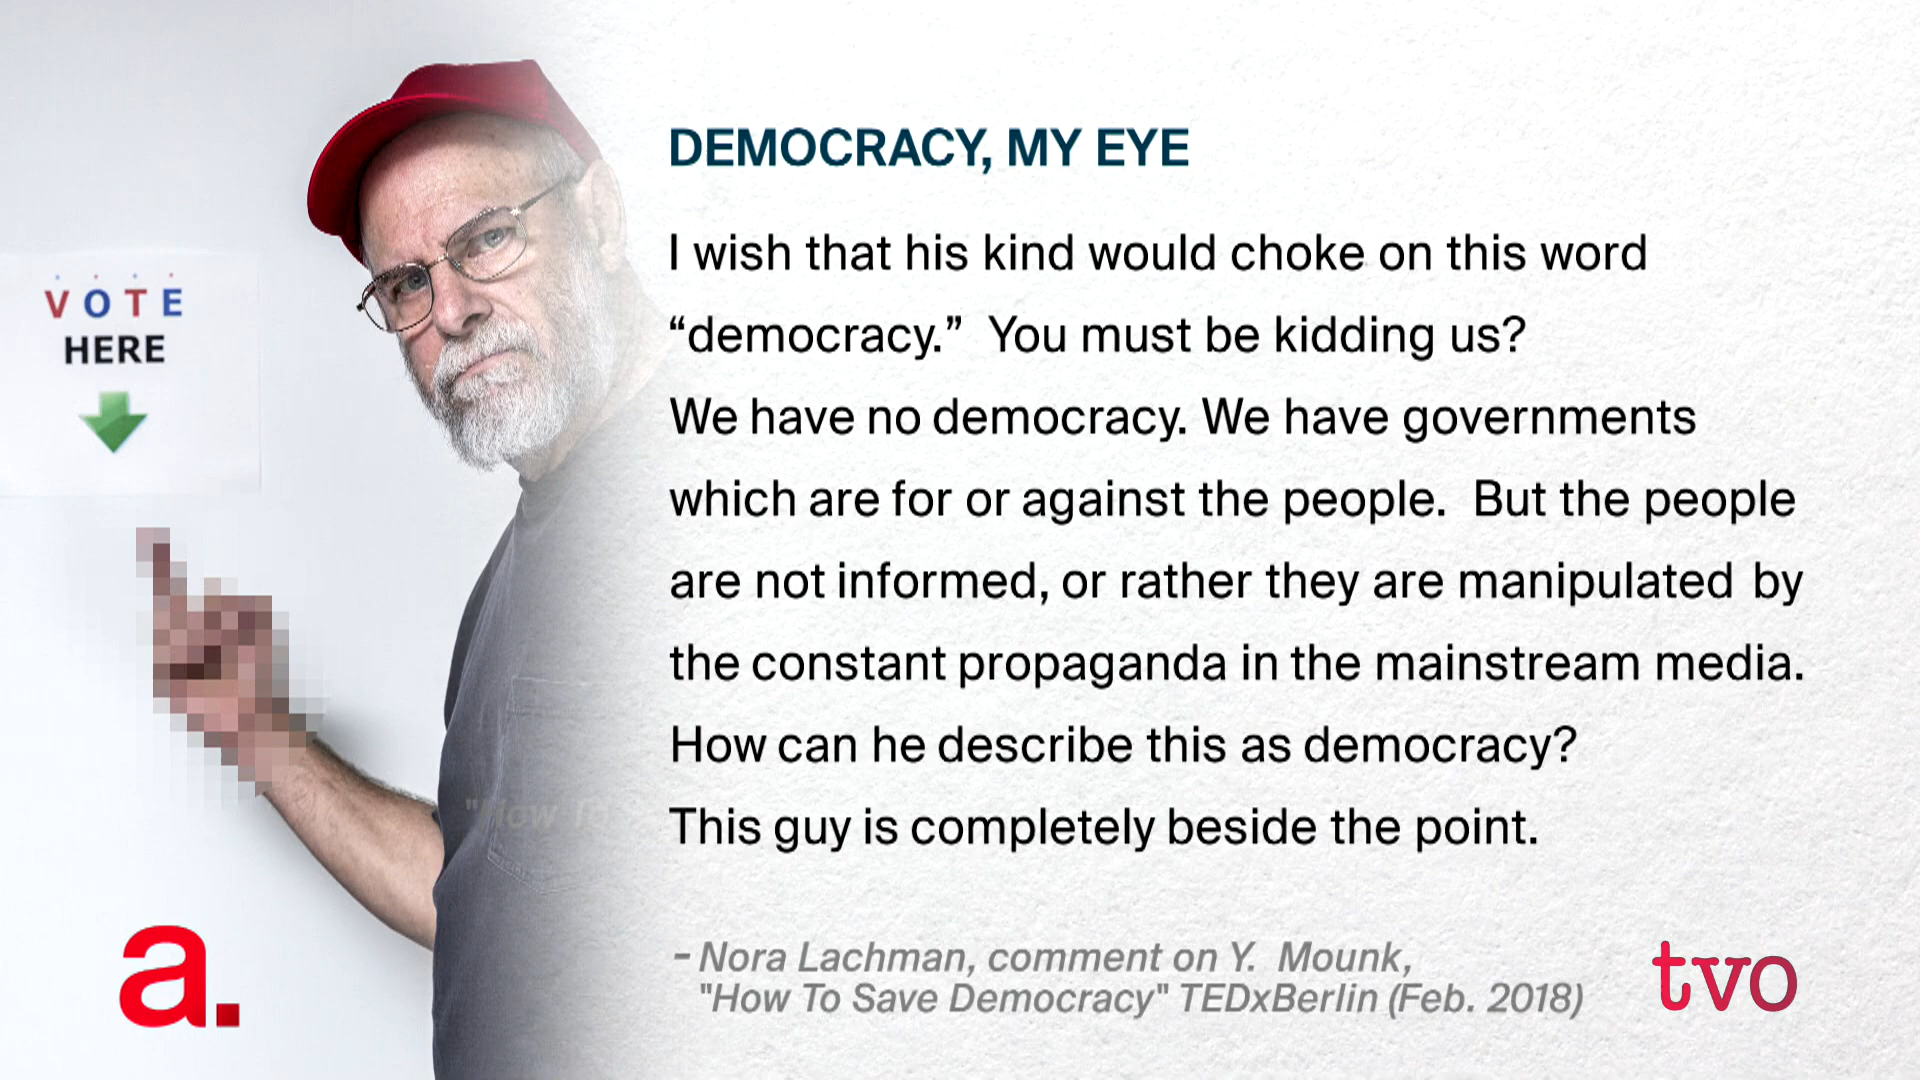 VOTE
HERE
DEMOCRACY, MY EYE
I wish that his kind would choke on this word
“democracy.”  You must be kidding us?
We have no democracy. We have governments
which are for or against the people.  But the people
are not informed, or rather they are manipulated by
the constant propaganda in the mainstream media.
How can he describe this as democracy?
This guy is completely beside the point.
"How T
- Nora Lachman, comment on Y.  Mounk,
"How To Save Democracy" TEDxBerlin (Feb. 2018)
a.
tvo